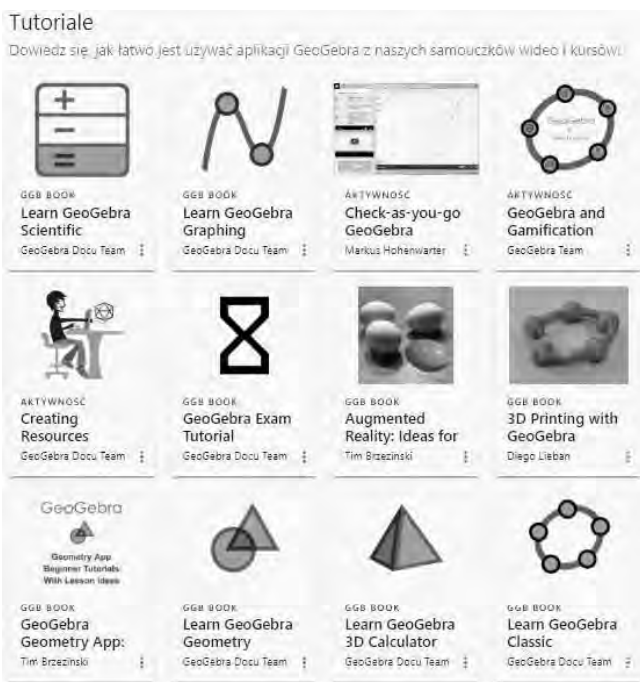 Tutoriale
Dowiedz się, jak łatwo jest używać aplikacji GeoGebra z naszych samouczków wideo i kursów.
GGB BOOK
Learn GeoGebra
Scientific
GeoGebra Docu Team
GGB BOOK
Learn GeoGebra
Graphing
GeoGebra Docu Team
AKTYWNOŚĆ
Check-as-you-go
GeoGebra
Markus Hohenwarter
GeoGebra
AKTYWNOŚĆ
GeoGebra and
Gamification
GeoGebra Team
AKTYWNOŚĆ
Creating
Resources
GeoGebra Docu Team
GGB BOOK
GeoGebra Exam
Tutorial
GeoGebra Docu Team
GGB BOOK
Augmented
Reality: Ideas for
Tim Brzezinski
GGB BOOK
3D Printing with
GeoGebra
Diego Lieban
GeoGebra
Geometry App
Beginner Tutorials
With Lesson Ideas
GGB BOOK
GeoGebra
Geometry App:
Tim Brzezinski
GGB BOOK
Learn GeoGebra
Geometry
GeoGebra Docu Team
GGB BOOK
Learn GeoGebra
3D Calculator
GeoGebra Docu Team
GGB BOOK
Learn GeoGebra
Classic
GeoGebra Docu Team